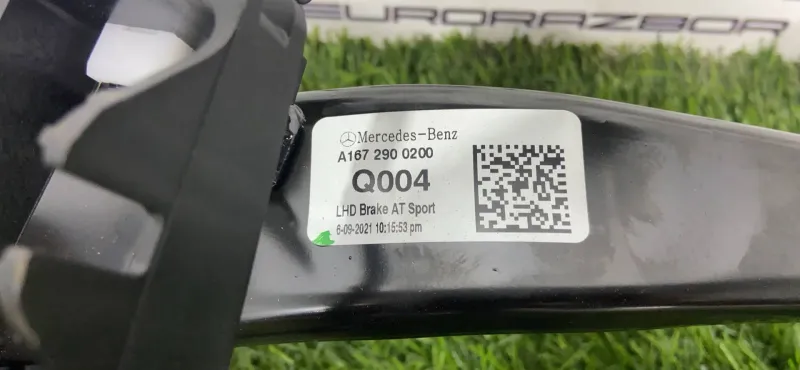 EURORAZBOR
Mercedes-Benz
A167 290 0200
Q004
LHD Brake AT Sport
6-09-2021 10:15:53 pm